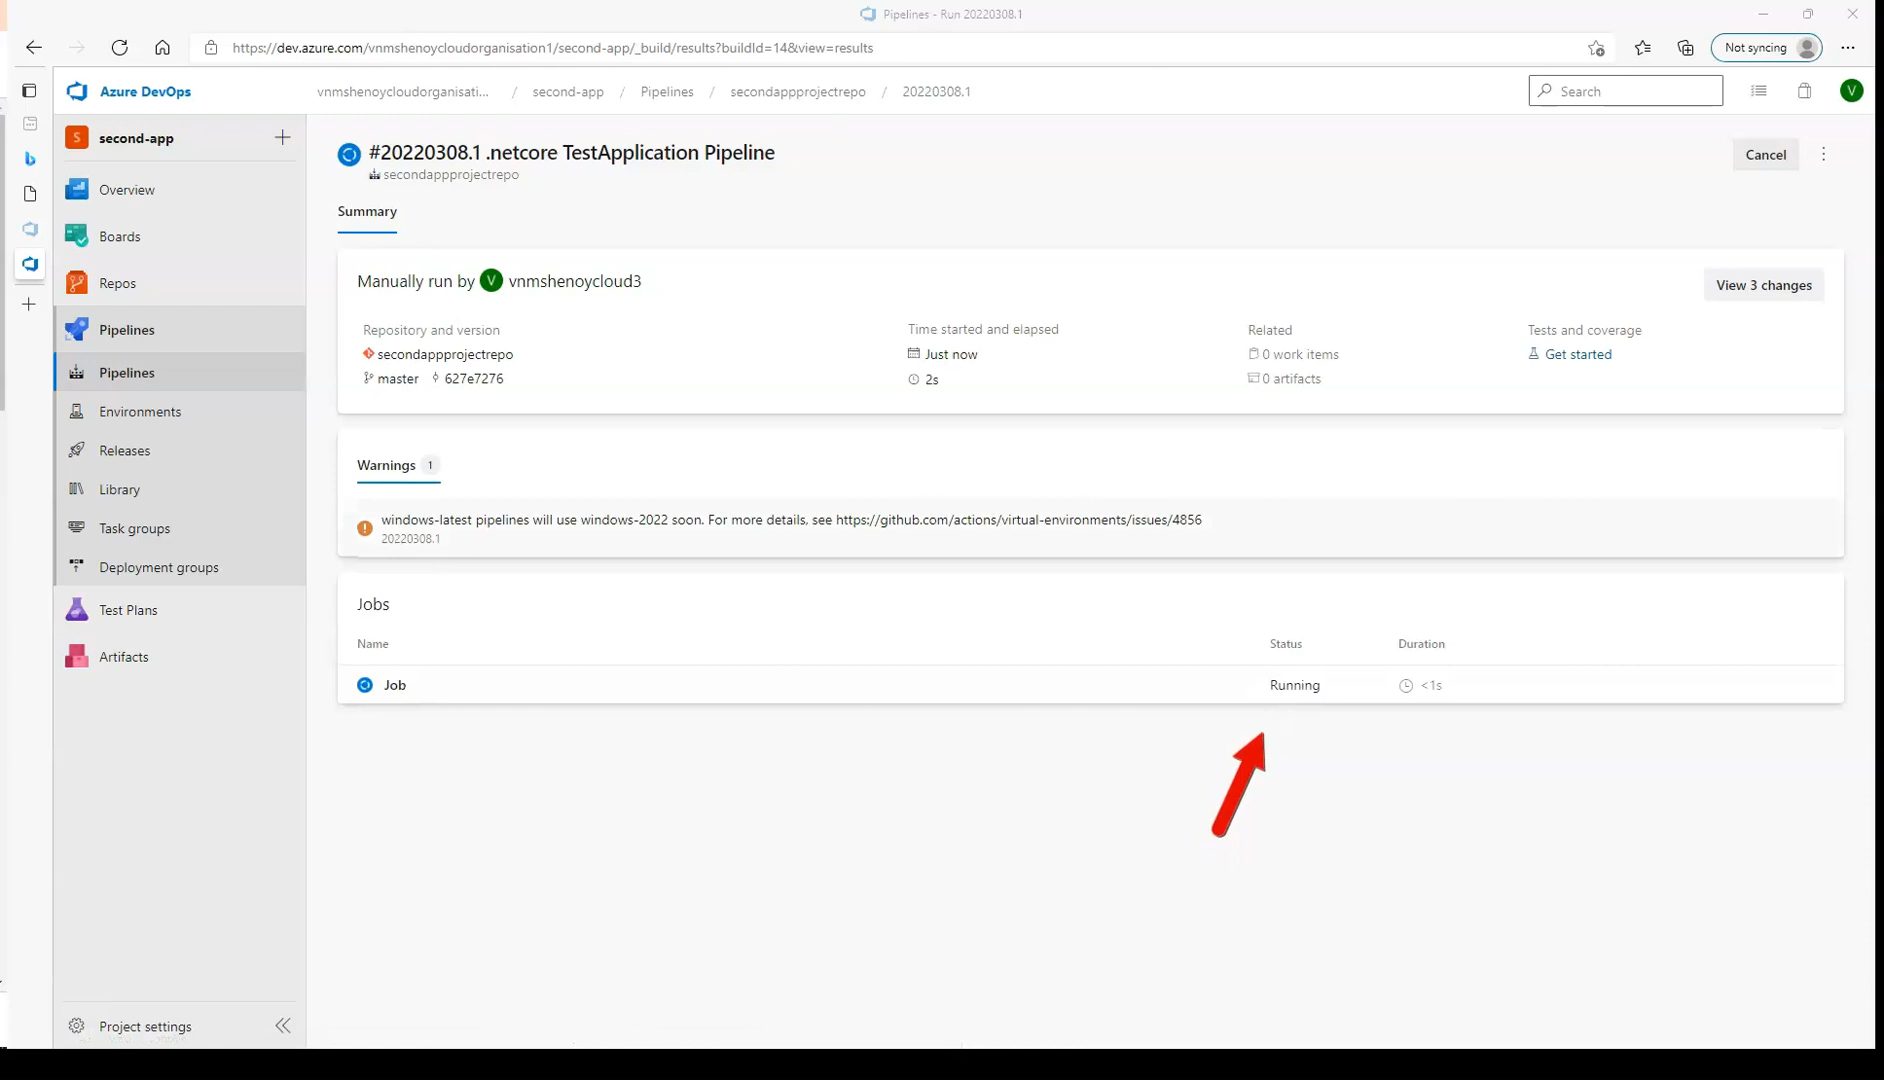 Pipelines - Run 20220308.1
https://dev.azure.com/vnmshenoycloudorganisation1/second-app/_build/results?buildId=14&view=results
Not syncing
Azure DevOps
vnmshenoycloudorganisati... / second-app / Pipelines / secondappprojectrepo / 20220308.1
Search
V
S second-app
Overview
Boards
Repos
Pipelines
Pipelines
Environments
Releases
Library
Task groups
Deployment groups
Test Plans
Artifacts
Project settings
#20220308.1 .netcore TestApplication Pipeline
secondappprojectrepo
Cancel
Summary
Manually run by V vnmshenoycloud3
View 3 changes
Repository and version
secondappprojectrepo
master 627e7276
Time started and elapsed
Just now
2s
Related
0 work items
0 artifacts
Tests and coverage
Get started
Warnings 1
windows-latest pipelines will use windows-2022 soon. For more details, see https://github.com/actions/virtual-environments/issues/4856
20220308.1
Jobs
Name Status Duration
Job Running <1s